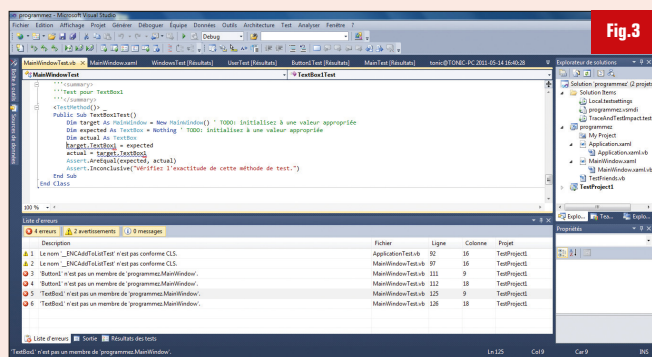 programmez - Microsoft Visual Studio
Fig.3
Fichier Edition Affichage Projet Générer Déboguer Équipe Données Outils Architecture Test Analyser Fenêtre ?
Debug
MainWindowTest.vb MainWindow.xaml WindowsTest [Résultats] UserTest [Résultats] Button1Test [Résultats] MainTest [Résultats] tonic@TONIC-PC 2011-05-14 16:40:28
MainWindowTest
TextBox1Test
'''<summary>
'''Test pour TextBox1
'''</summary>
<TestMethod()> _
Public Sub TextBox1Test()
Dim target As MainWindow = New MainWindow() ' TODO: initialisez à une valeur appropriée
Dim expected As TextBox = Nothing ' TODO: initialisez à une valeur appropriée
Dim actual As TextBox
target.TextBox1 = expected
actual = target.TextBox1
Assert.AreEqual(expected, actual)
Assert.Inconclusive("Vérifiez l'exactitude de cette méthode de test.")
End Sub
End Class
100 %
Boîte à outils
Sources de données
Explorateur de solutions
Solution 'programmez' (2 projets
Solution Items
Local.testsettings
programmez.vsmdi
TraceAndTestImpact.test
programmez
My Project
Application.xaml
Application.xaml.vb
MainWindow.xaml
MainWindow.xaml.vb
TestFriends.vb
TestProject1
Explo... Tea... Explo...
Propriétés
Liste d'erreurs
4 erreurs 2 avertissements 0 messages
Description Fichier Ligne Colonne Projet
1 Le nom '__ENCAddToListTest' n'est pas conforme CLS. ApplicationTest.vb 92 16 TestProject1
2 Le nom '__ENCAddToListTest' n'est pas conforme CLS. MainWindowTest.vb 97 16 TestProject1
3 'Button1' n'est pas un membre de 'programmez.MainWindow'. MainWindowTest.vb 111 9 TestProject1
4 'Button1' n'est pas un membre de 'programmez.MainWindow'. MainWindowTest.vb 112 18 TestProject1
5 'TextBox1' n'est pas un membre de 'programmez.MainWindow'. MainWindowTest.vb 125 9 TestProject1
6 'TextBox1' n'est pas un membre de 'programmez.MainWindow'. MainWindowTest.vb 126 18 TestProject1
Liste d'erreurs Sortie Résultats des tests
'TextBox1' n'est pas un membre de 'programmez.MainWindow'. Ln 125 Col 9 Car 9 INS